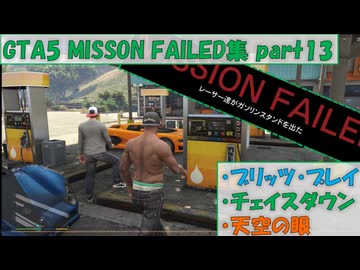 GTA5 MISSON FAILED集 part13
SSION FAILE
レーサー達がガソリンスタンドを出た
・ブリッツ・プレイ
・チェイスダウン
・天空の眼